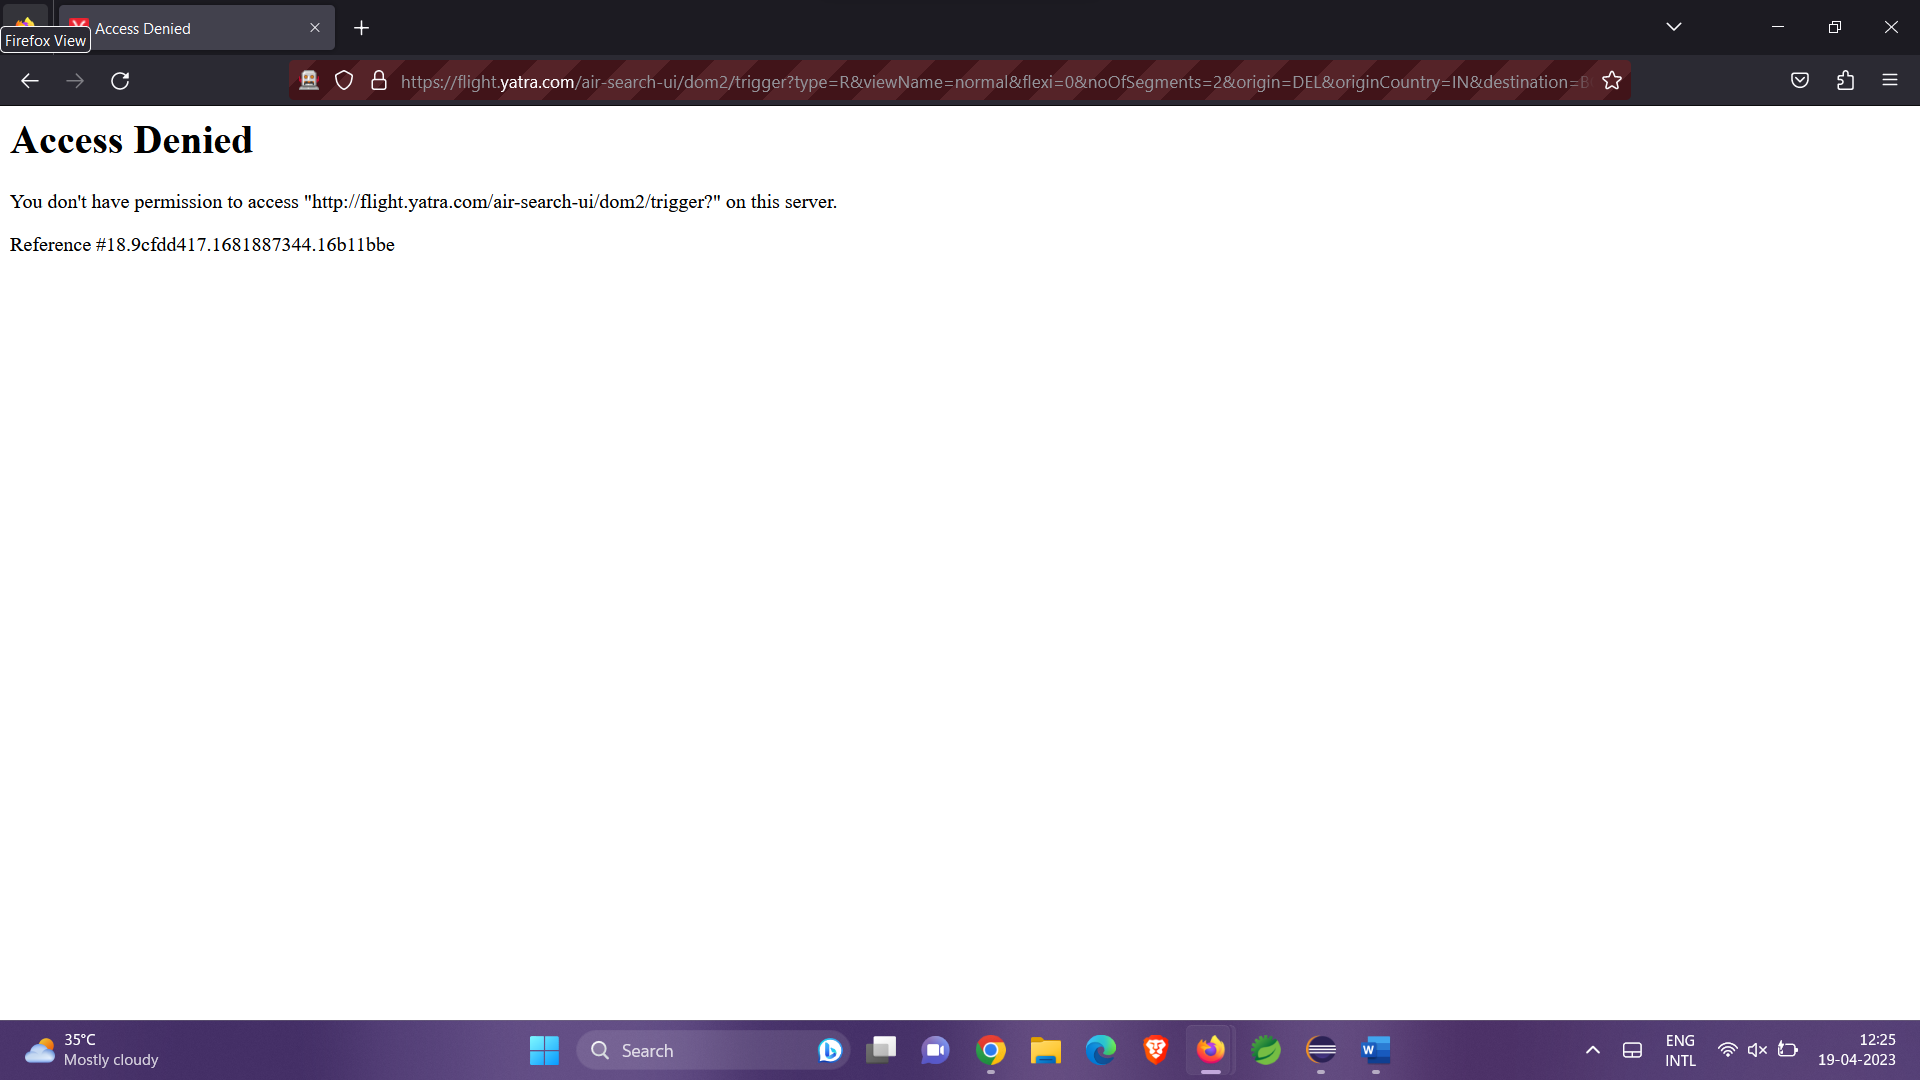 Access Denied
Firefox View
https://flight.yatra.com/air-search-ui/dom2/trigger?type=R&viewName=normal&flexi=0&noOfSegments=2&origin=DEL&originCountry=IN&destination=B
Access Denied
You don't have permission to access "http://flight.yatra.com/air-search-ui/dom2/trigger?" on this server.
Reference #18.9cfdd417.1681887344.16b11bbe
35°C
Mostly cloudy
Search
ENG
INTL
12:25
19-04-2023